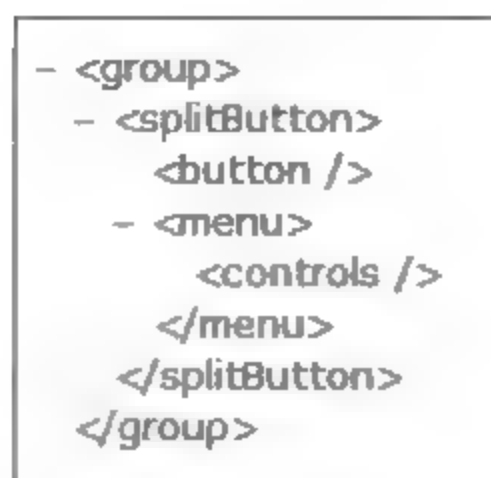 - <group>
- <splitButton>
<button />
- <menu>
<controls />
</menu>
</splitButton>
</group>